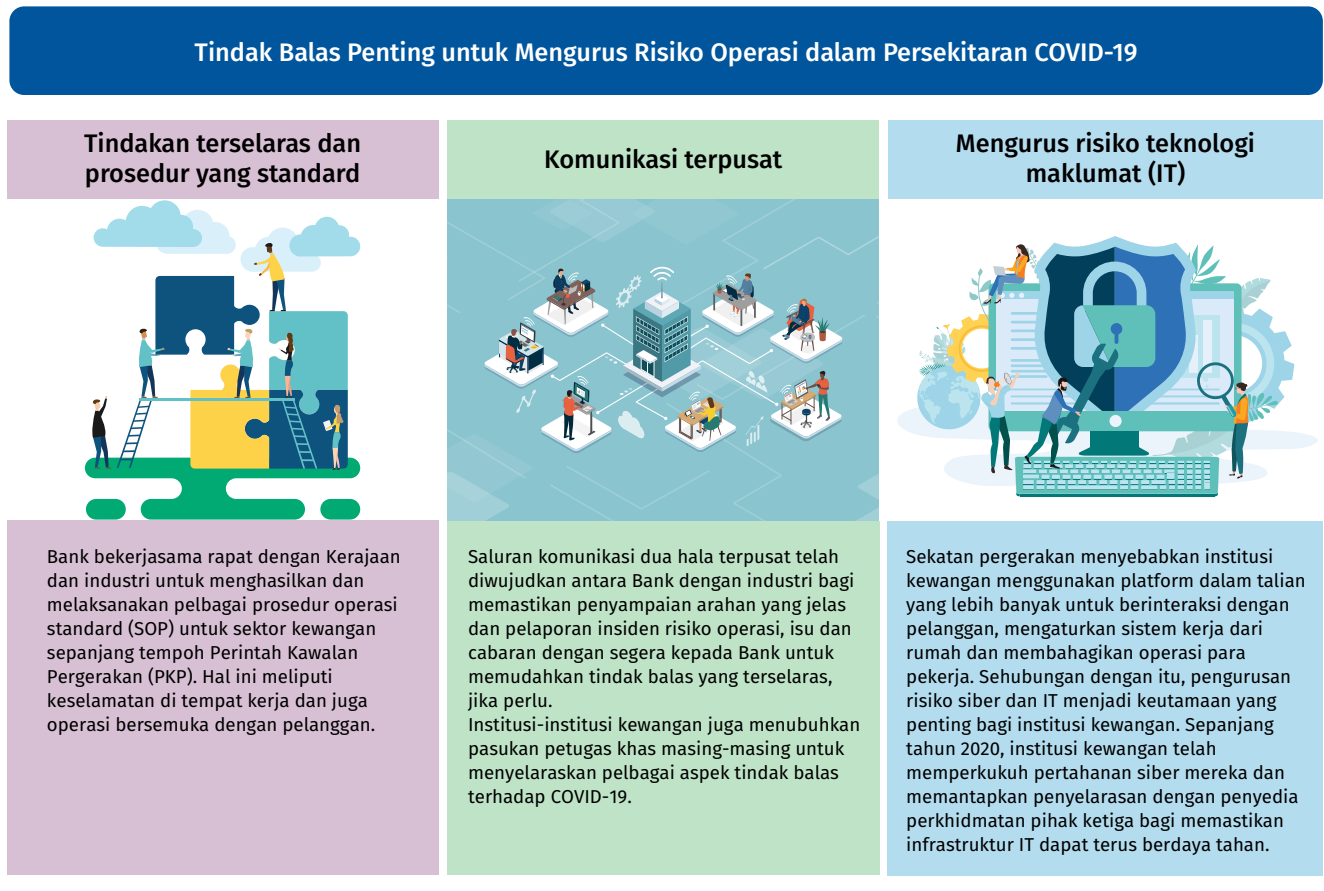 Tindak Balas Penting untuk Mengurus Risiko Operasi dalam Persekitaran COVID-19
Tindakan terselaras dan
prosedur yang standard
Bank bekerjasama rapat dengan Kerajaan
dan industri untuk menghasilkan dan
melaksanakan pelbagai prosedur operasi
standard (SOP) untuk sektor kewangan
sepanjang tempoh Perintah Kawalan
Pergerakan (PKP). Hal ini meliputi
keselamatan di tempat kerja dan juga
operasi bersemuka dengan pelanggan.
Komunikasi terpusat
Saluran komunikasi dua hala terpusat telah
diwujudkan antara Bank dengan industri bagi
memastikan penyampaian arahan yang jelas
dan pelaporan insiden risiko operasi, isu dan
cabaran dengan segera kepada Bank untuk
memudahkan tindak balas yang terselaras,
jika perlu.
Institusi-institusi kewangan juga menubuhkan
pasukan petugas khas masing-masing untuk
menyelaraskan pelbagai aspek tindak balas
terhadap COVID-19.
Mengurus risiko teknologi
maklumat (IT)
Sekatan pergerakan menyebabkan institusi
kewangan menggunakan platform dalam talian
yang lebih banyak untuk berinteraksi dengan
pelanggan, mengaturkan sistem kerja dari
rumah dan membahagikan operasi para
pekerja. Sehubungan dengan itu, pengurusan
risiko siber dan IT menjadi keutamaan yang
penting bagi institusi kewangan. Sepanjang
tahun 2020, institusi kewangan telah
memperkukuh pertahanan siber mereka dan
memantapkan penyelarasan dengan penyedia
perkhidmatan pihak ketiga bagi memastikan
infrastruktur IT dapat terus berdaya tahan.